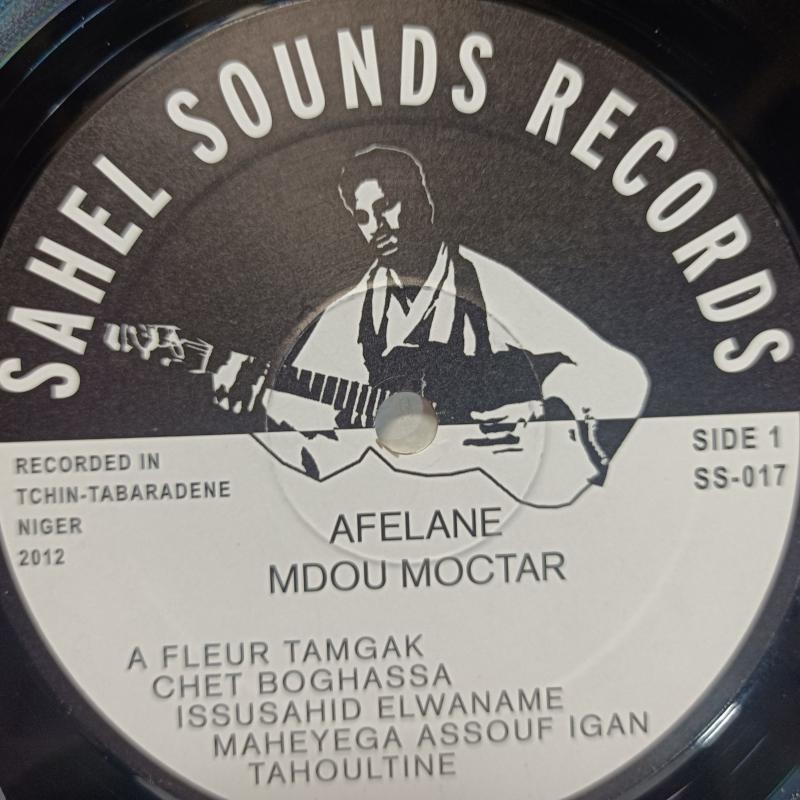 SAHEL SOUNDS RECORDS
RECORDED IN
TCHIN-TABARADENE
NIGER
2012
SIDE 1
SS-017
AFELANE
MDOU MOCTAR
A FLEUR TAMGAK
CHET BOGHASSA
ISSUSAHID ELWANAME
MAHEYEGA ASSOUF IGAN
TAHOULTINE